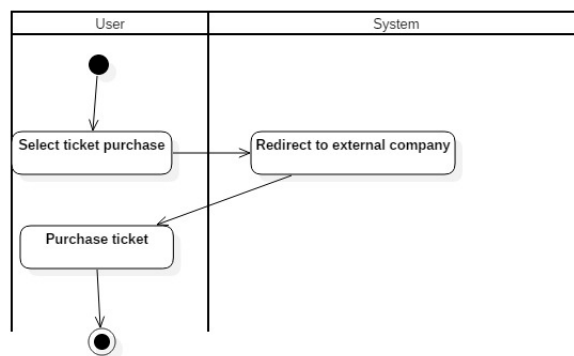 User
System
Select ticket purchase
Redirect to external company
Purchase ticket